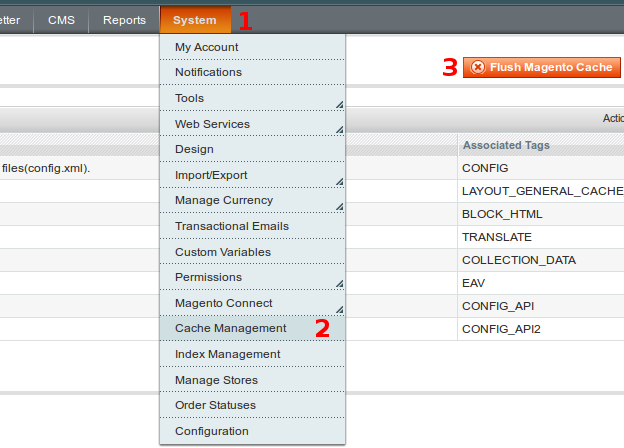 etter CMS Reports System 1
My Account
3 Flush Magento Cache
Notifications
Tools
Web Services
Actio
Design
Associated Tags
files(config.xml).
Import/Export
CONFIG
Manage Currency
LAYOUT_GENERAL_CACHE
Transactional Emails
BLOCK_HTML
TRANSLATE
Custom Variables
COLLECTION_DATA
Permissions
EAV
Magento Connect
CONFIG_API
Cache Management 2
CONFIG_API2
Index Management
Manage Stores
Order Statuses
Configuration